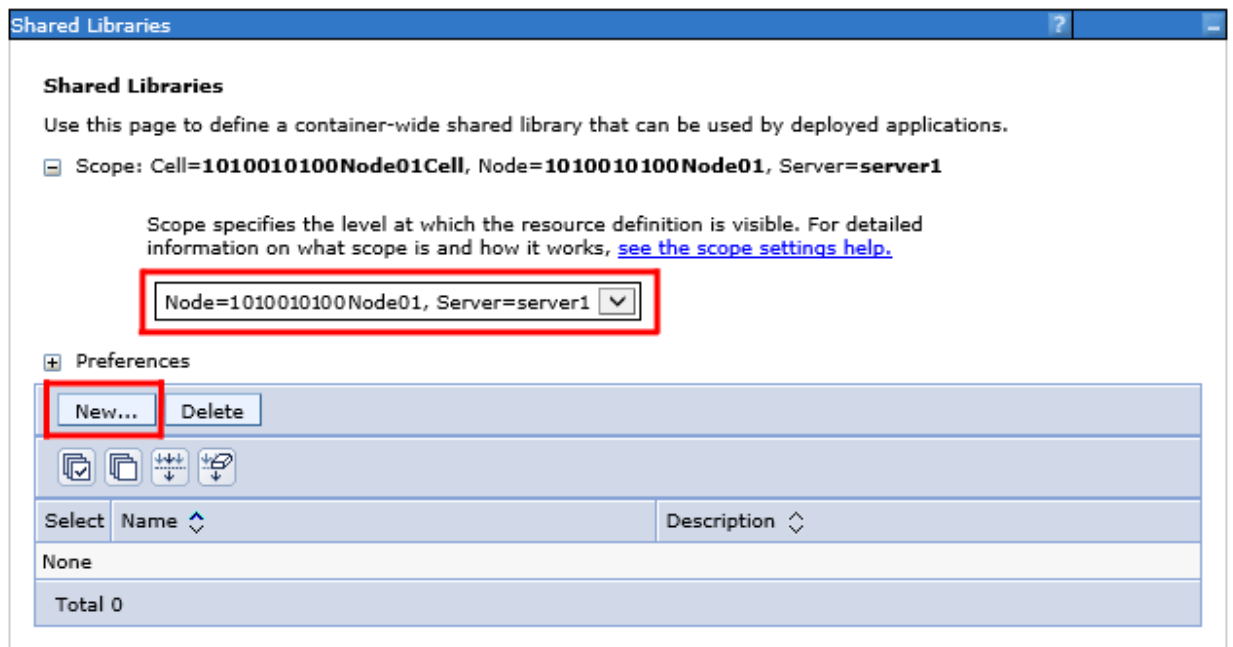 Shared Libraries ?
Shared Libraries
Use this page to define a container-wide shared library that can be used by deployed applications.
Scope: Cell=1010010100Node01Cell, Node=1010010100Node01, Server=server1
Scope specifies the level at which the resource definition is visible. For detailed
information on what scope is and how it works, see the scope settings help.
Node=1010010100Node01, Server=server1
Preferences
New... Delete
Select Name Description
None
Total 0